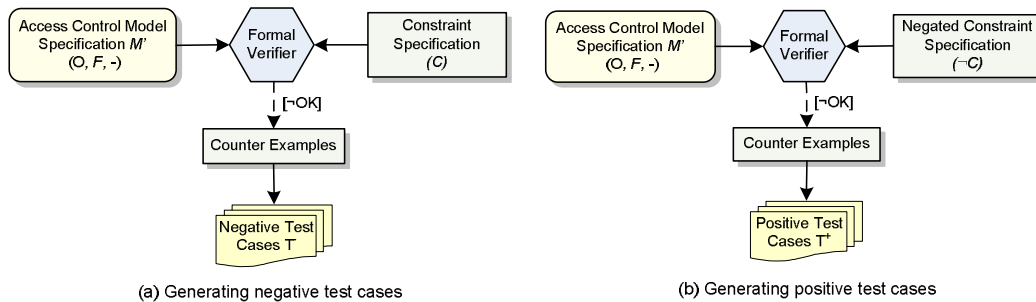 Access Control Model
Specification M'
(O, F, -)
Formal
Verifier
Constraint
Specification
(C)
[¬OK]
Counter Examples
Negative Test
Cases T
(a) Generating negative test cases
Access Control Model
Specification M'
(O, F, -)
Formal
Verifier
Negated Constraint
Specification
(¬C)
[¬OK]
Counter Examples
Positive Test
Cases T⁺
(b) Generating positive test cases